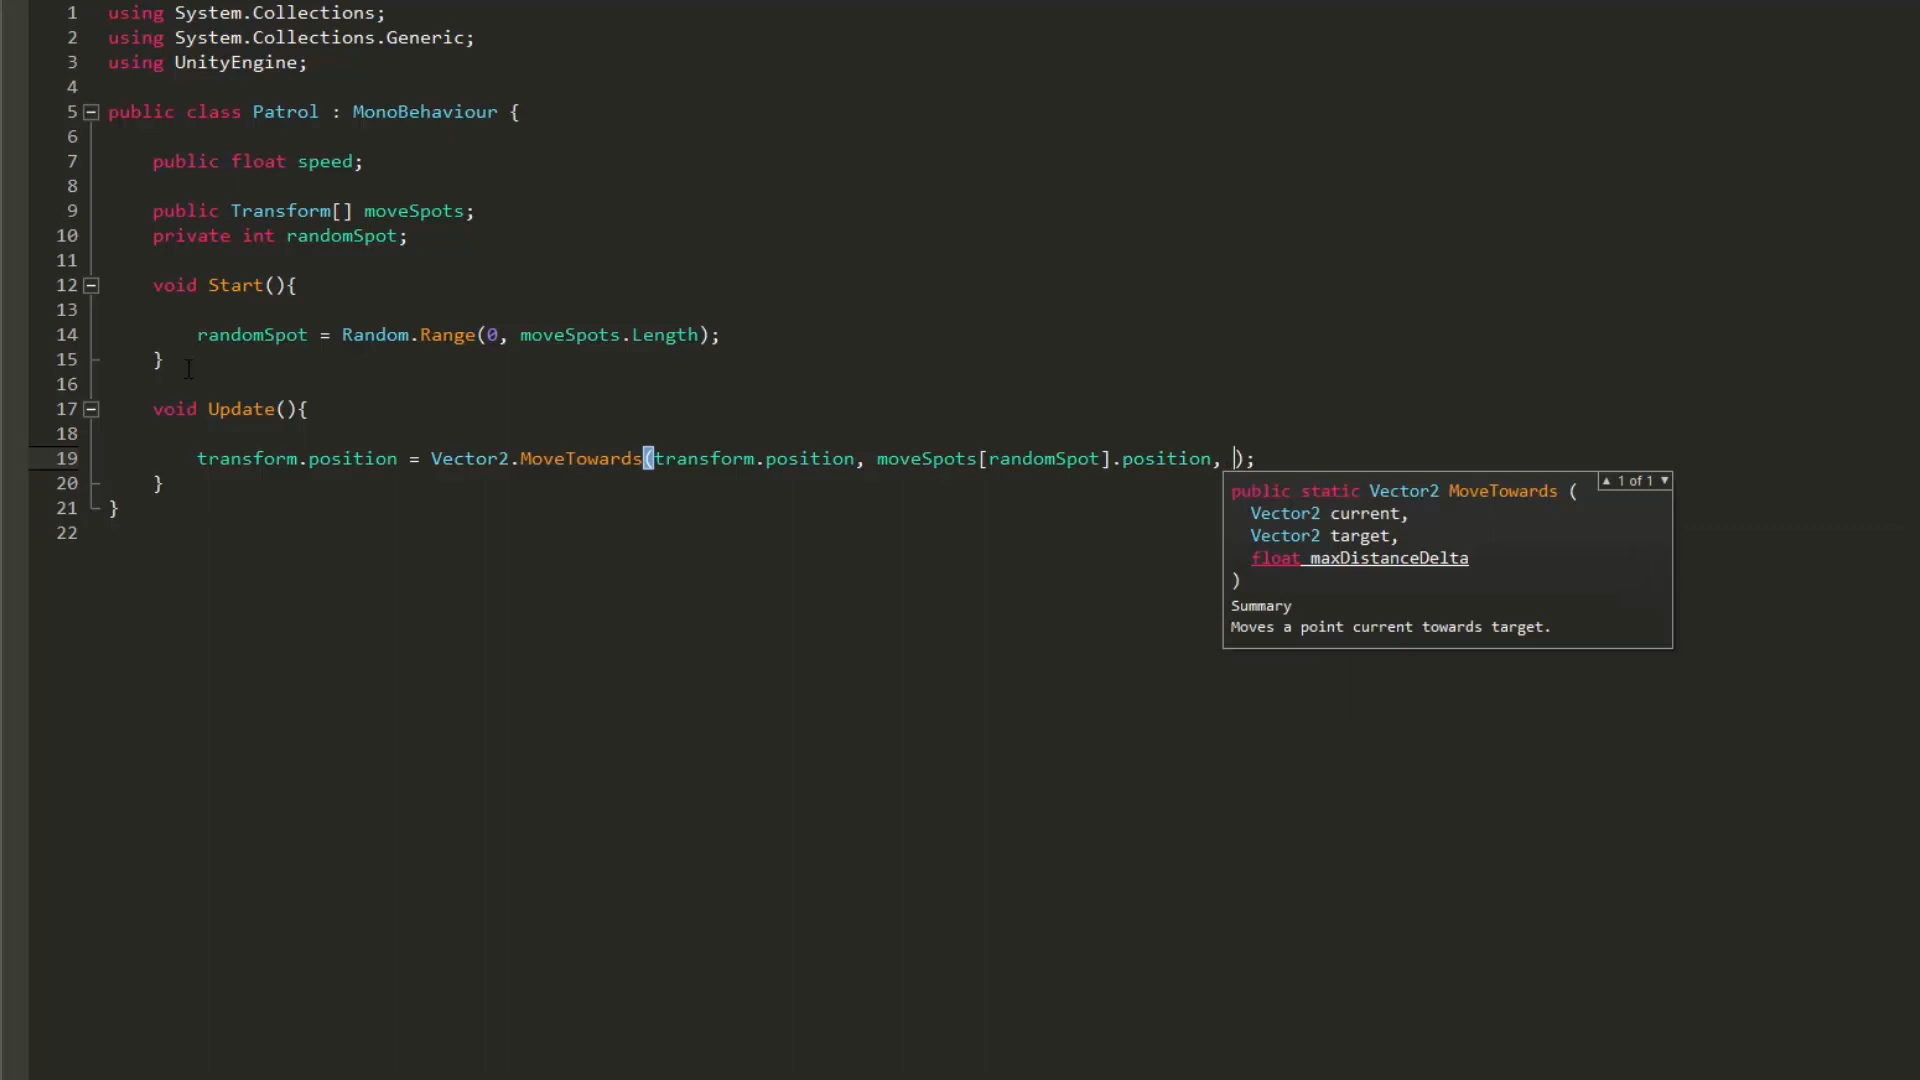 1 using System.Collections;
2 using System.Collections.Generic;
3 using UnityEngine;
4
5 public class Patrol : MonoBehaviour {
6
7 public float speed;
8
9 public Transform[] moveSpots;
10 private int randomSpot;
11
12 void Start(){
13
14 randomSpot = Random.Range(0, moveSpots.Length);
15 }
16
17 void Update(){
18
19 transform.position = Vector2.MoveTowards(transform.position, moveSpots[randomSpot].position, );
20 }
21 }
22
▲ 1 of 1 ▼
public static Vector2 MoveTowards (
Vector2 current,
Vector2 target,
float maxDistanceDelta
)
Summary
Moves a point current towards target.